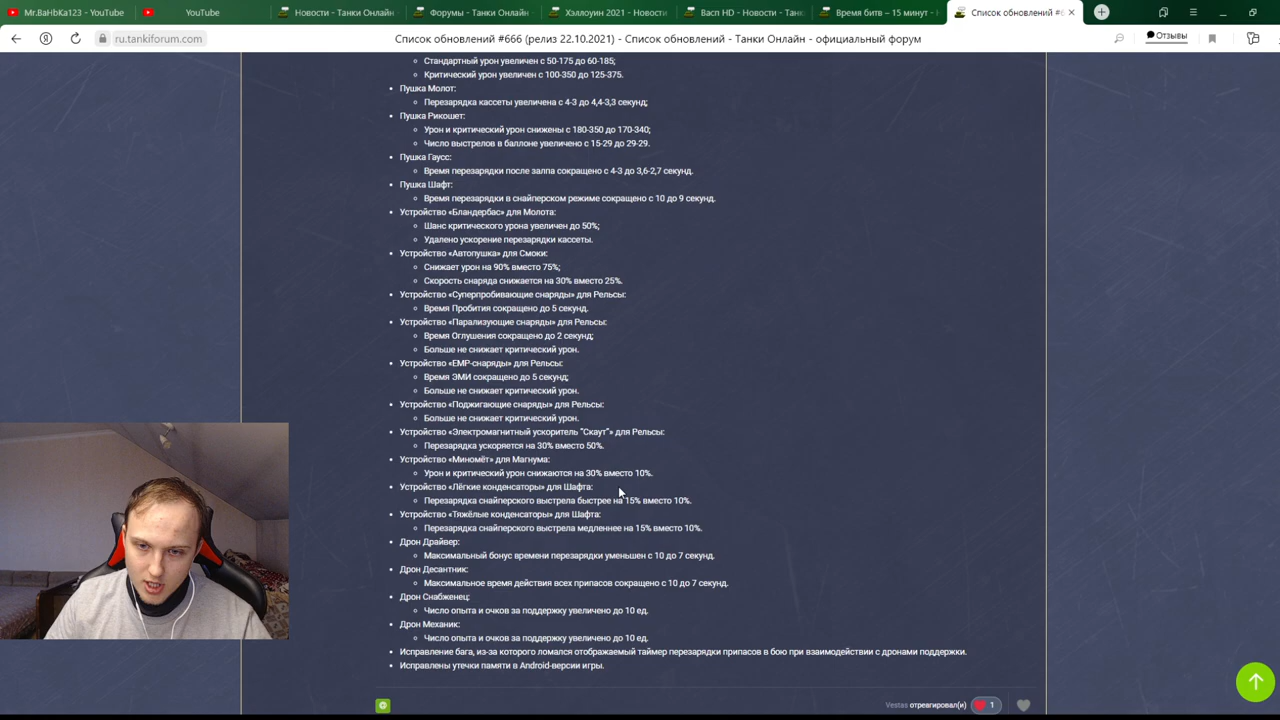 Mr.BaHbKa123 - YouTube
YouTube
Новости - Танки Онлайн
Форумы - Танки Онлайн
Хэллоуин 2021 - Новости
Васп HD - Новости - Танк
Время битв – 15 минут -
Список обновлений #6
ru.tankiforum.com
Список обновлений #666 (релиз 22.10.2021) - Список обновлений - Танки Онлайн - официальный форум
Отзывы
Стандартный урон увеличен с 50-175 до 60-185;
Критический урон увеличен с 100-350 до 125-375.
Пушка Молот:
Перезарядка кассеты увеличена с 4-3 до 4,4-3,3 секунд;
Пушка Рикошет:
Урон и критический урон снижены с 180-350 до 170-340;
Число выстрелов в баллоне увеличено с 15-29 до 29-29.
Пушка Гаусс:
Время перезарядки после залпа сокращено с 4-3 до 3,6-2,7 секунд.
Пушка Шафт:
Время перезарядки в снайперском режиме сокращено с 10 до 9 секунд.
Устройство «Бландербас» для Молота:
Шанс критического урона увеличен до 50%;
Удалено ускорение перезарядки кассеты.
Устройство «Автопушка» для Смоки:
Снижает урон на 90% вместо 75%;
Скорость снаряда снижается на 30% вместо 25%.
Устройство «Суперпробивающие снаряды» для Рельсы:
Время Пробития сокращено до 5 секунд.
Устройство «Парализующие снаряды» для Рельсы:
Время Оглушения сокращено до 2 секунд;
Больше не снижает критический урон.
Устройство «EMP-снаряды» для Рельсы:
Время ЭМИ сокращено до 5 секунд;
Больше не снижает критический урон.
Устройство «Поджигающие снаряды» для Рельсы:
Больше не снижает критический урон.
Устройство «Электромагнитный ускоритель "Скаут"» для Рельсы:
Перезарядка ускоряется на 30% вместо 50%.
Устройство «Миномёт» для Магнума:
Урон и критический урон снижаются на 30% вместо 10%.
Устройство «Лёгкие конденсаторы» для Шафта:
Перезарядка снайперского выстрела быстрее на 15% вместо 10%.
Устройство «Тяжёлые конденсаторы» для Шафта:
Перезарядка снайперского выстрела медленнее на 15% вместо 10%.
Дрон Драйвер:
Максимальный бонус времени перезарядки уменьшен с 10 до 7 секунд.
Дрон Десантник:
Максимальное время действия всех припасов сокращено с 10 до 7 секунд.
Дрон Снабженец:
Число опыта и очков за поддержку увеличено до 10 ед.
Дрон Механик:
Число опыта и очков за поддержку увеличено до 10 ед.
Исправление бага, из-за которого ломался отображаемый таймер перезарядки припасов в бою при взаимодействии с дронами поддержки.
Исправлены утечки памяти в Android-версии игры.
Vestas отреагировал(и) 1